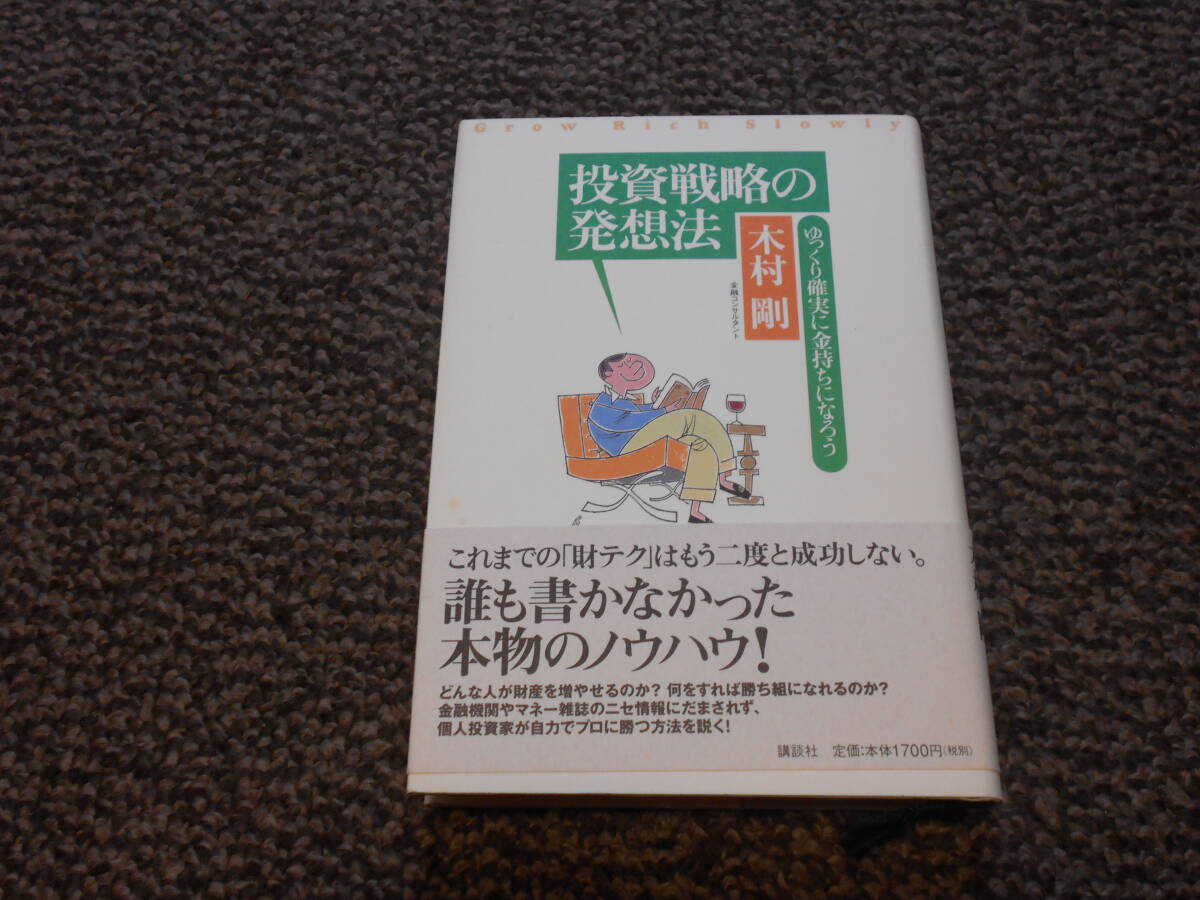 Grow Rich Slowly
投資戦略の
発想法
木村 剛
金融コンサルタント
ゆっくり確実に金持ちになろう
これまでの「財テク」はもう二度と成功しない。
誰も書かなかった
本物のノウハウ!
どんな人が財産を増やせるのか? 何をすれば勝ち組になれるのか?
金融機関やマネー雑誌のニセ情報にだまされず、
個人投資家が自力でプロに勝つ方法を説く!
講談社 定価:本体1700円(税別)